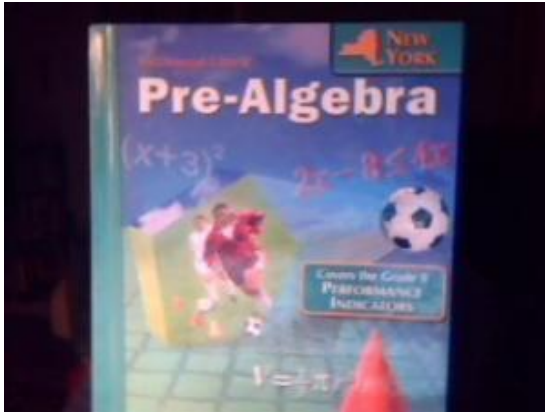 NEW
YORK
Pre-Algebra
(x+3)²
Covers the Grade 8
PERFORMANCE
INDICATORS